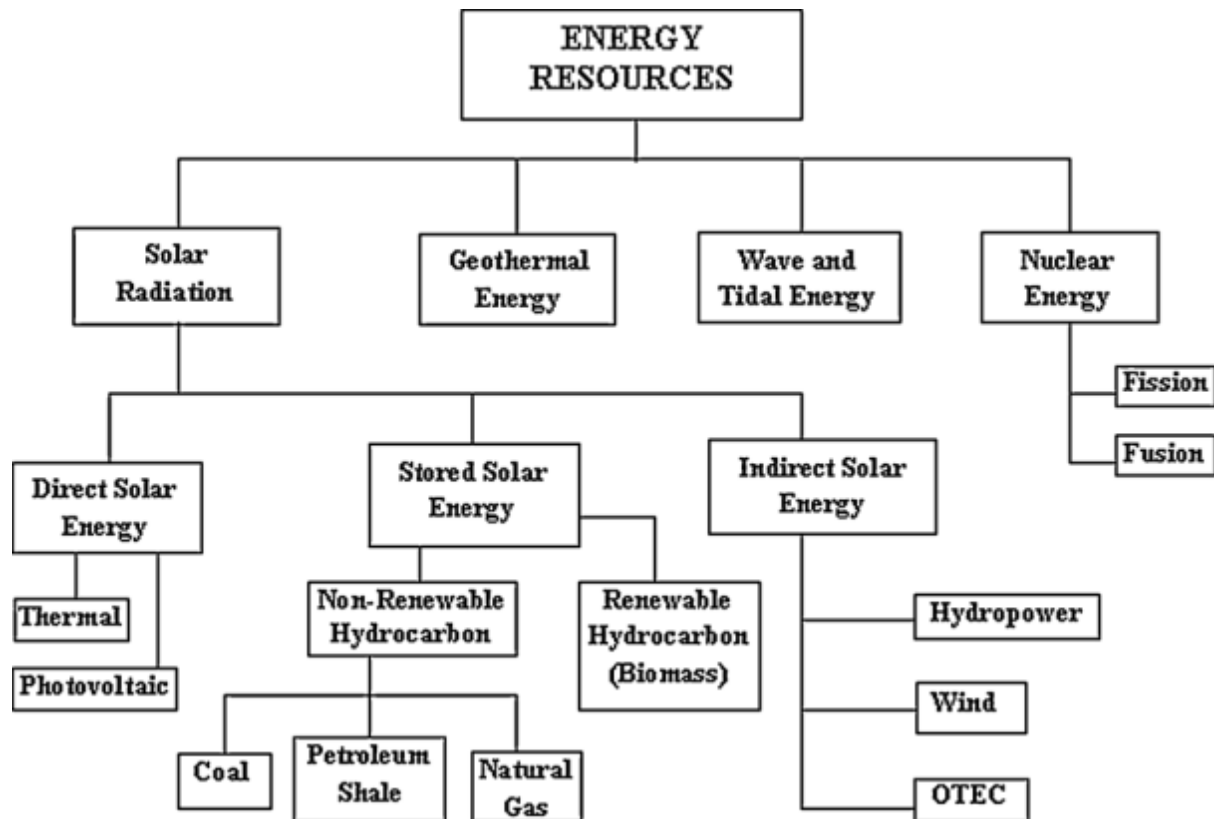 ENERGY
RESOURCES
Solar
Radiation
Geothermal
Energy
Wave and
Tidal Energy
Nuclear
Energy
Fission
Fusion
Direct Solar
Energy
Stored Solar
Energy
Indirect Solar
Energy
Thermal
Photovoltaic
Non-Renewable
Hydrocarbon
Renewable
Hydrocarbon
(Biomass)
Coal
Petroleum
Shale
Natural
Gas
Hydropower
Wind
OTEC